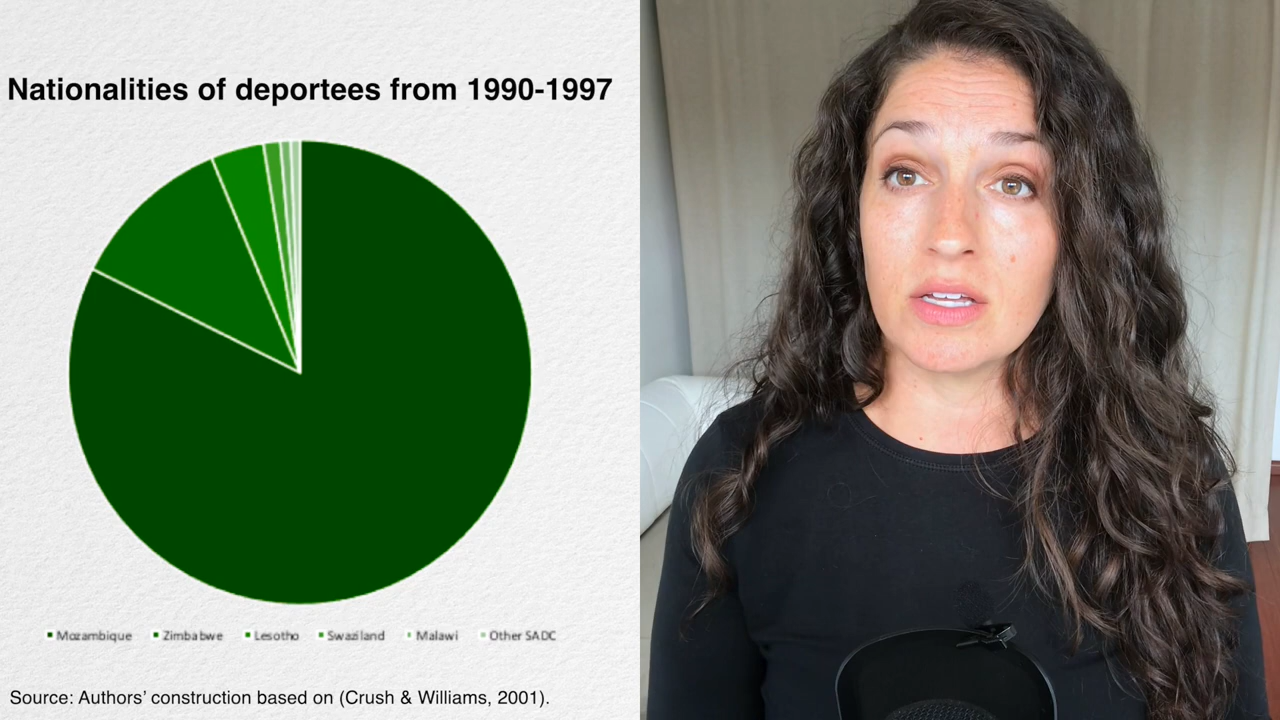 Nationalities of deportees from 1990-1997
Mozambique Zimbabwe Lesotho Swaziland Malawi Other SADC
Source: Authors’ construction based on (Crush & Williams, 2001).